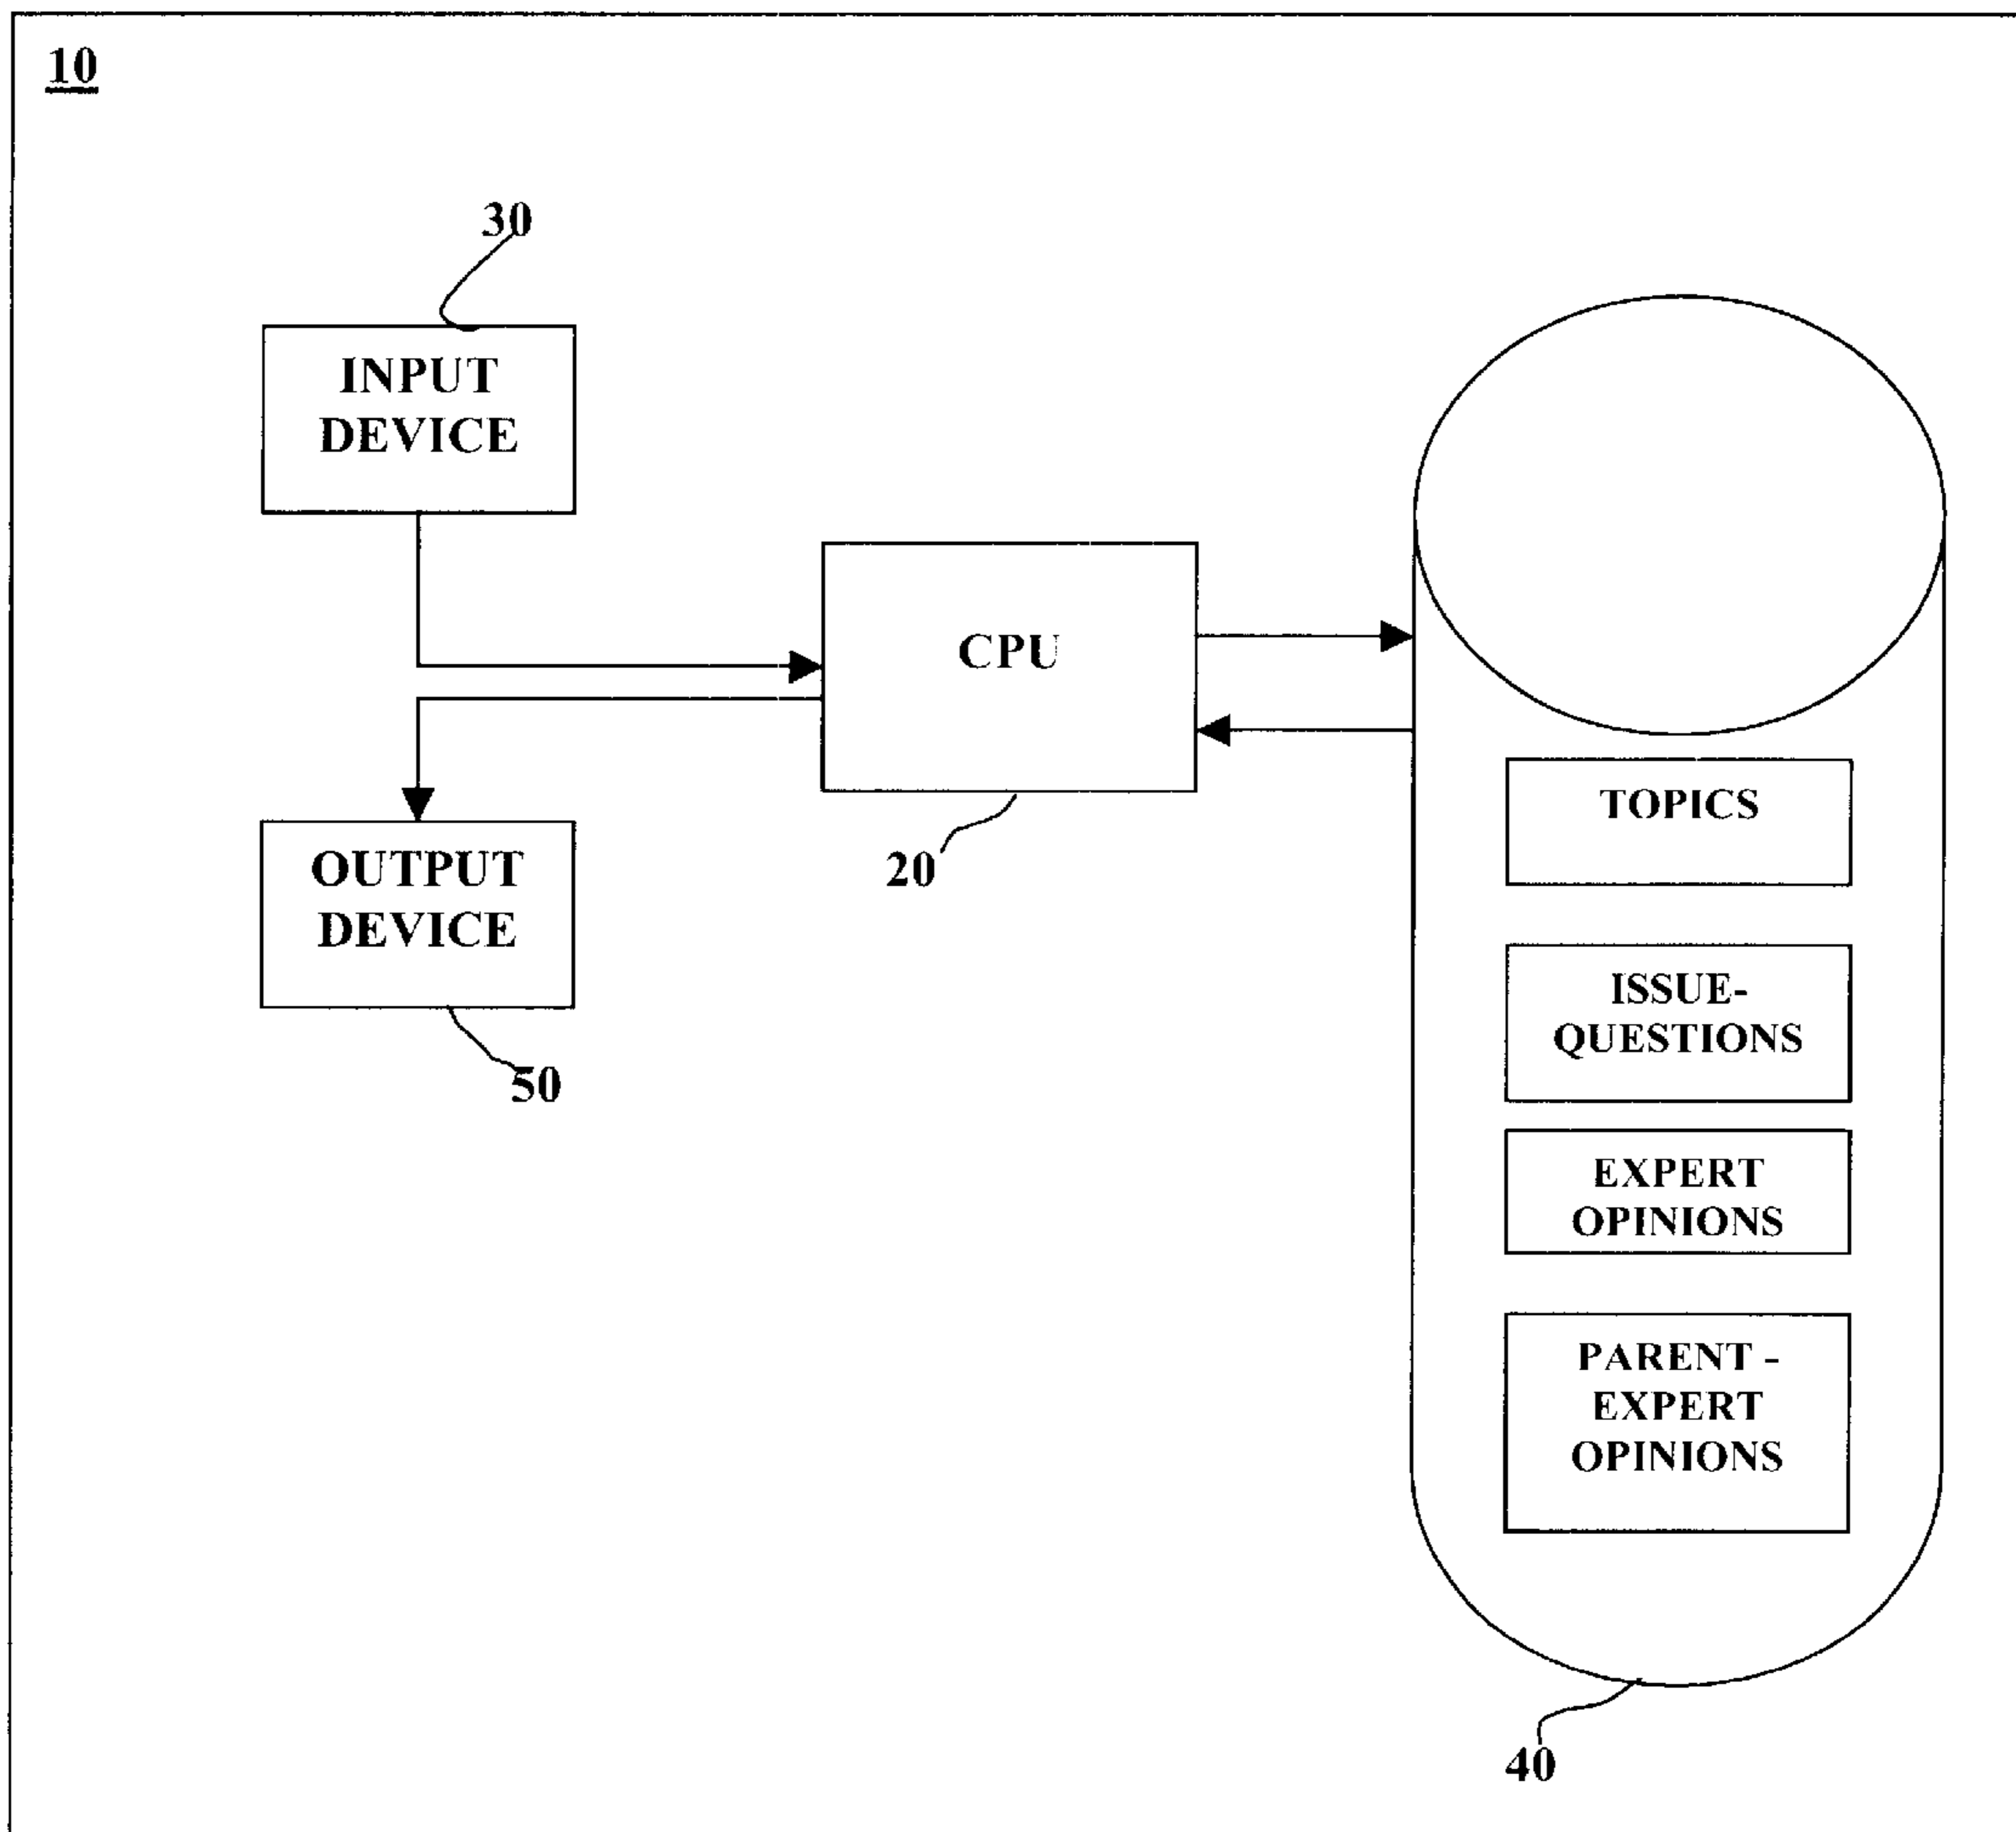 10
30
INPUT
DEVICE
CPU
20
OUTPUT
DEVICE
50
TOPICS
ISSUE-
QUESTIONS
EXPERT
OPINIONS
PARENT -
EXPERT
OPINIONS
40